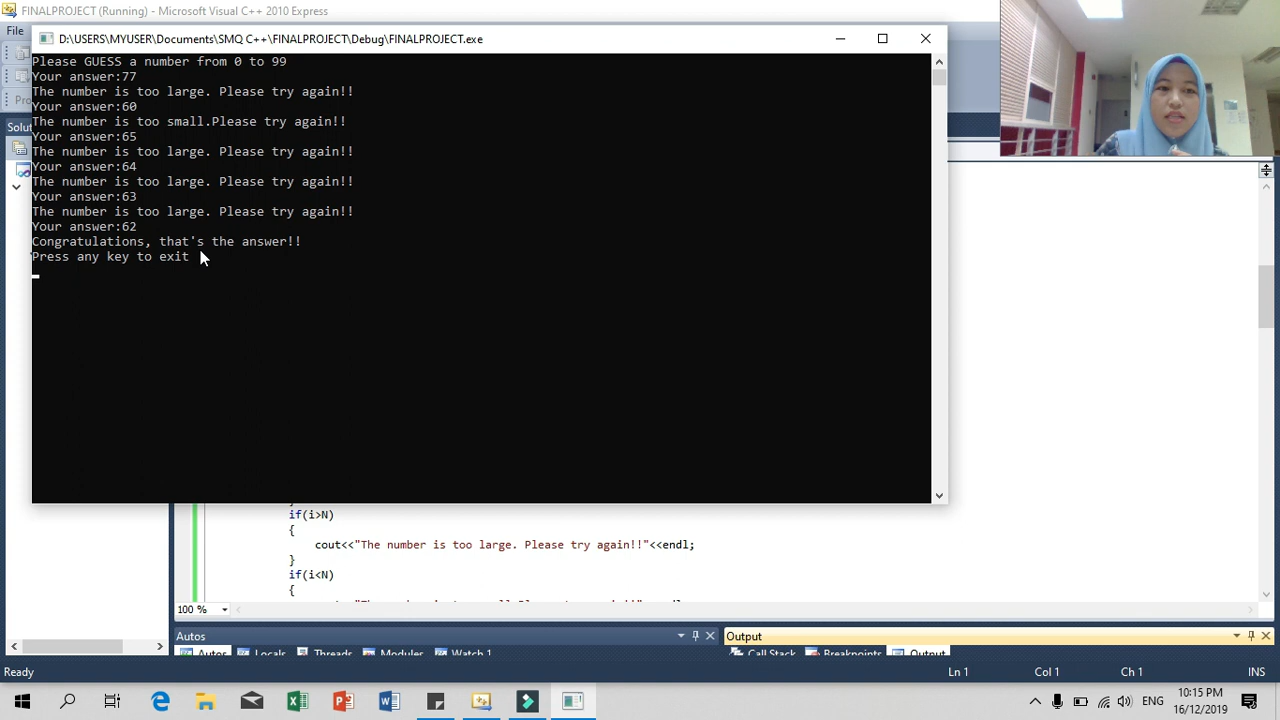 FINALPROJECT (Running) - Microsoft Visual C++ 2010 Express
File
D:\USERS\MYUSER\Documents\SMQ C++\FINALPROJECT\Debug\FINALPROJECT.exe
Please GUESS a number from 0 to 99
Your answer:77
The number is too large. Please try again!!
Your answer:60
The number is too small.Please try again!!
Your answer:65
The number is too large. Please try again!!
Your answer:64
The number is too large. Please try again!!
Your answer:63
The number is too large. Please try again!!
Your answer:62
Congratulations, that's the answer!!
Press any key to exit
Pro
Solut
if(i>N)
{
cout<<"The number is too large. Please try again!!"<<endl;
}
if(i<N)
{
100 %
Autos
Output
Autos Locals Threads Modules Watch 1
Call Stack Breakpoints Output
Ready Ln 1 Col 1 Ch 1 INS
ENG
10:15 PM
16/12/2019